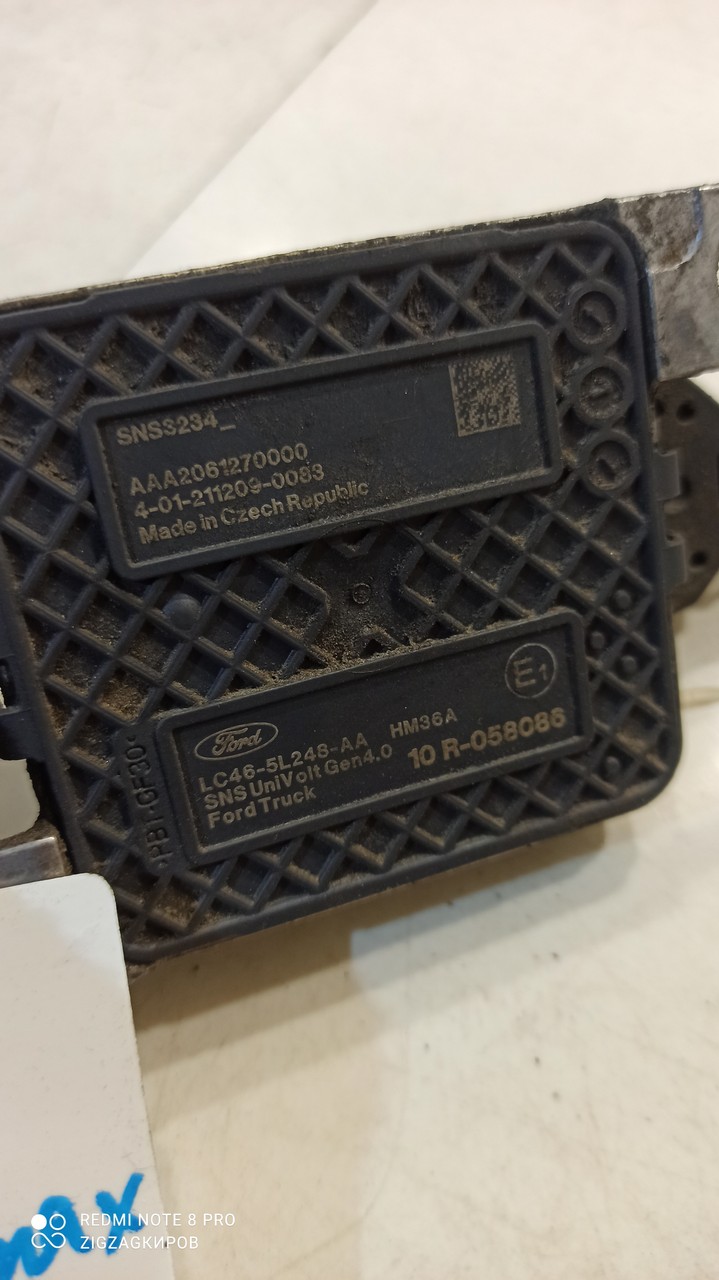 SNS3234_
AAA2061270000
4-01-211209-0083
Made in Czech Republic
Ford
E1
LC46-5L248-AA HM36A
SNS UniVolt Gen4.0 10 R-058086
Ford Truck
>PBT-GF30<
REDMI NOTE 8 PRO
ZIGZAGКИРОВ